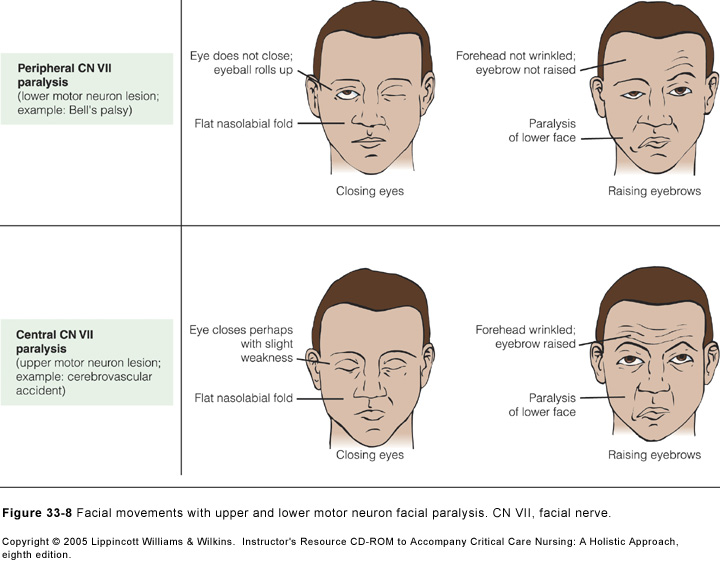 Peripheral CN VII
paralysis
(lower motor neuron lesion;
example: Bell's palsy)
Eye does not close;
eyeball rolls up
Flat nasolabial fold
Closing eyes
Forehead not wrinkled;
eyebrow not raised
Paralysis
of lower face
Raising eyebrows
Central CN VII
paralysis
(upper motor neuron lesion;
example: cerebrovascular
accident)
Eye closes perhaps
with slight
weakness
Flat nasolabial fold
Closing eyes
Forehead wrinkled;
eyebrow raised
Paralysis
of lower face
Raising eyebrows
Figure 33-8 Facial movements with upper and lower motor neuron facial paralysis. CN VII, facial nerve.
Copyright © 2005 Lippincott Williams & Wilkins. Instructor's Resource CD-ROM to Accompany Critical Care Nursing: A Holistic Approach,
eighth edition.